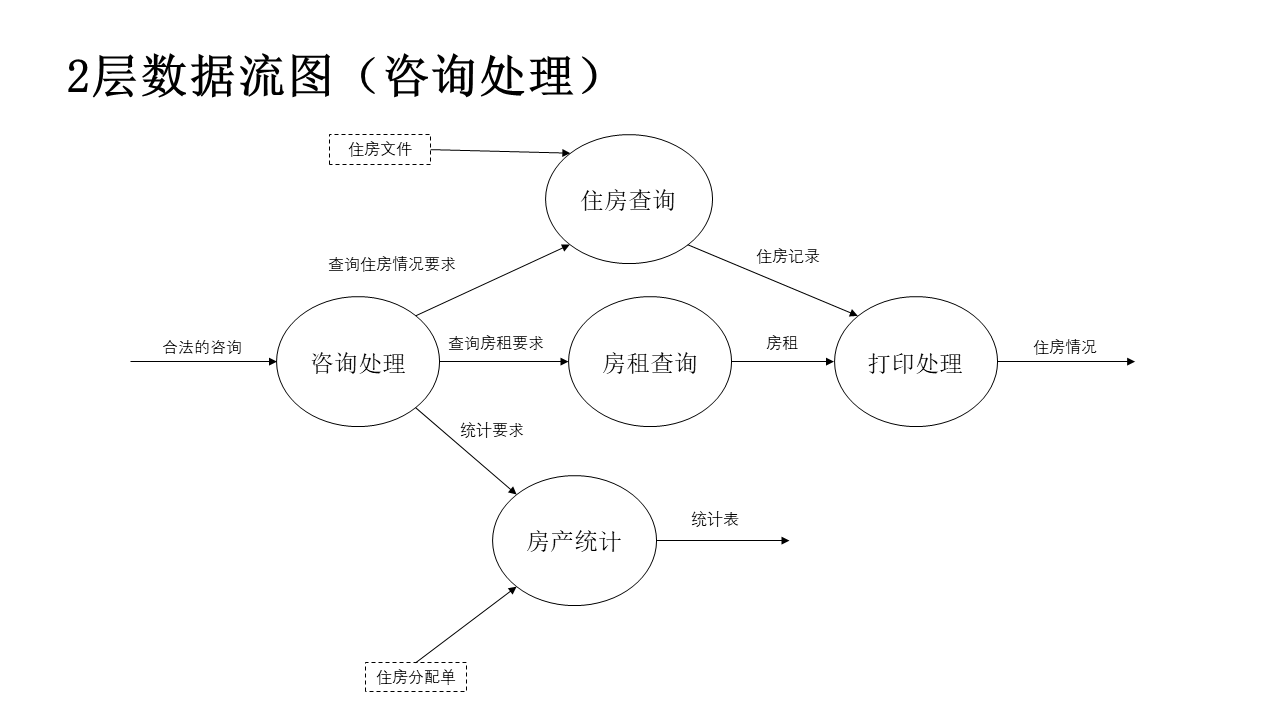 2层数据流图（咨询处理）
住房文件
住房查询
查询住房情况要求
住房记录
合法的咨询
咨询处理
查询房租要求
房租查询
房租
打印处理
住房情况
统计要求
房产统计
统计表
住房分配单